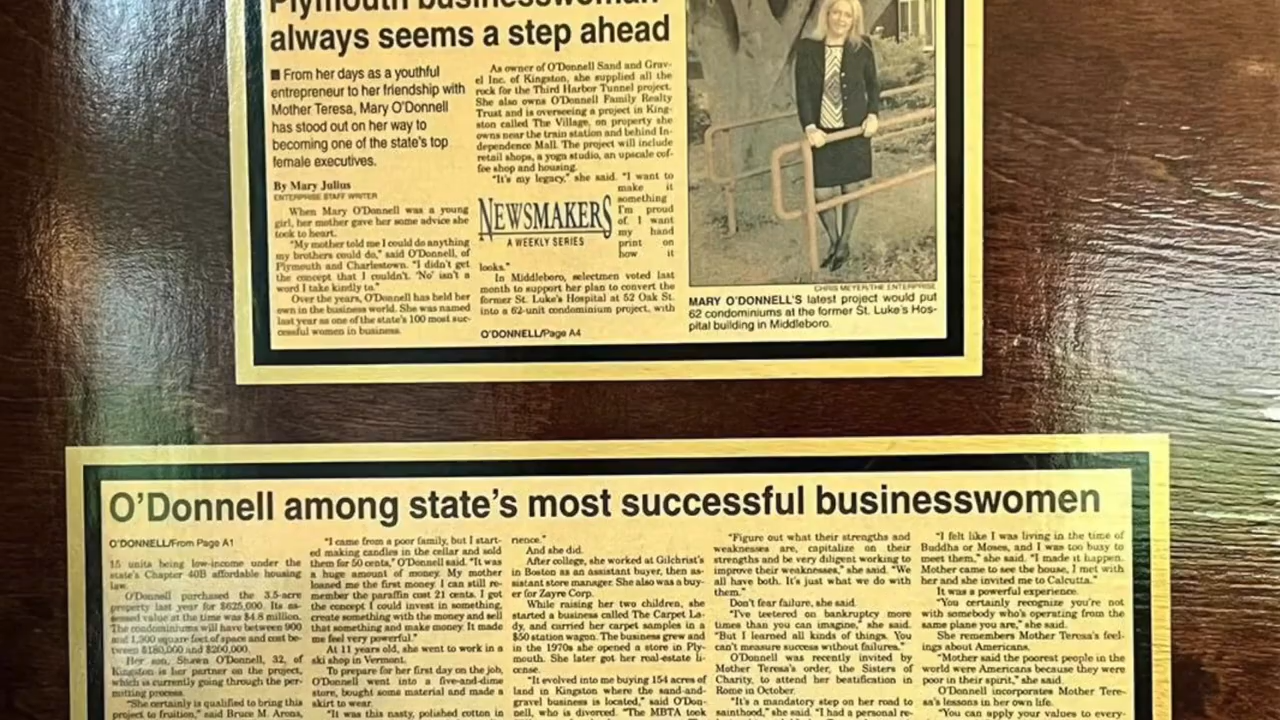 Plymouth businesswoman
always seems a step ahead
■ From her days as a youthful
entrepreneur to her friendship with
Mother Teresa, Mary O'Donnell
has stood out on her way to
becoming one of the state's top
female executives.
By Mary Julius
ENTERPRISE STAFF WRITER
When Mary O'Donnell was a young
girl, her mother gave her some advice she
took to heart.
"My mother told me I could do anything
my brothers could do," said O'Donnell, of
Plymouth and Charlestown. "I didn't get
the concept that I couldn't. 'No' isn't a
word I take kindly to."
Over the years, O'Donnell has held her
own in the business world. She was named
last year as one of the state's 100 most suc-
cessful women in business.
As owner of O'Donnell Sand and Grav-
el Inc. of Kingston, she supplied all the
rock for the Third Harbor Tunnel project.
She also owns O'Donnell Family Realty
Trust and is overseeing a project in King-
ston called The Village, on property she
owns near the train station and behind In-
dependence Mall. The project will include
retail shops, a yoga studio, an upscale cof-
fee shop and housing.
"It's my legacy," she said. "I want to
make it
something
I'm proud
of. I want
my hand
print on
how it
looks."
NEWSMAKERS
A WEEKLY SERIES
In Middleboro, selectmen voted last
month to support her plan to convert the
former St. Luke's Hospital at 52 Oak St.
into a 62-unit condominium project, with
O'DONNELL/Page A4
CHRIS MEYER/THE ENTERPRISE
MARY O'DONNELL'S latest project would put
62 condominiums at the former St. Luke's Hos-
pital building in Middleboro.
O'Donnell among state's most successful businesswomen
O'DONNELL/From Page A1
15 units being low-income under the
state's Chapter 40B affordable housing
law.
O'Donnell purchased the 3.5-acre
property last year for $625,000. Its as-
sessed value at the time was $4.8 million.
The condominiums will have between 900
and 1,300 square feet of space and cost be-
tween $180,000 and $200,000.
Her son, Shawn O'Donnell, 32, of
Kingston is her partner on the project,
which is currently going through the per-
mitting process.
"She certainly is qualified to bring this
project to fruition," said Bruce M. Arons,
"I came from a poor family, but I start-
ed making candles in the cellar and sold
them for 50 cents," O'Donnell said. "It was
a huge amount of money. My mother
loaned me the first money. I can still re-
member the paraffin cost 21 cents. I got
the concept I could invest in something,
create something with the money and sell
that something and make money. It made
me feel very powerful."
At 11 years old, she went to work in a
ski shop in Vermont.
To prepare for her first day on the job,
O'Donnell went into a five-and-dime
store, bought some material and made a
skirt to wear.
"It was this nasty, polished cotton in
rience."
And she did.
After college, she worked at Gilchrist's
in Boston as an assistant buyer, then as-
sistant store manager. She also was a buy-
er for Zayre Corp.
While raising her two children, she
started a business called The Carpet La-
dy, and carried her carpet samples in a
$50 station wagon. The business grew and
in the 1970s she opened a store in Ply-
mouth. She later got her real-estate li-
cense.
"It evolved into me buying 154 acres of
land in Kingston where the sand-and-
gravel business is located," said O'Don-
nell, who is divorced. "The MBTA took
"Figure out what their strengths and
weaknesses are, capitalize on their
strengths and be very diligent working to
improve their weaknesses," she said. "We
all have both. It's just what we do with
them."
Don't fear failure, she said.
"I've teetered on bankruptcy more
times than you can imagine," she said.
"But I learned all kinds of things. You
can't measure success without failures."
O'Donnell was recently invited by
Mother Teresa's order, the Sisters of
Charity, to attend her beatification in
Rome in October.
"It's a mandatory step on her road to
sainthood," she said. "I had a personal re-
"I felt like I was living in the time of
Buddha or Moses, and I was too busy to
meet them," she said. "I made it happen.
Mother came to see the house, I met with
her and she invited me to Calcutta."
It was a powerful experience.
"You certainly recognize you're not
with somebody who's operating from the
same plane you are," she said.
She remembers Mother Teresa's feel-
ings about Americans.
"Mother said the poorest people in the
world were Americans because they were
poor in their spirit," she said.
O'Donnell incorporates Mother Tere-
sa's lessons in her own life.
"You can apply your values to every-